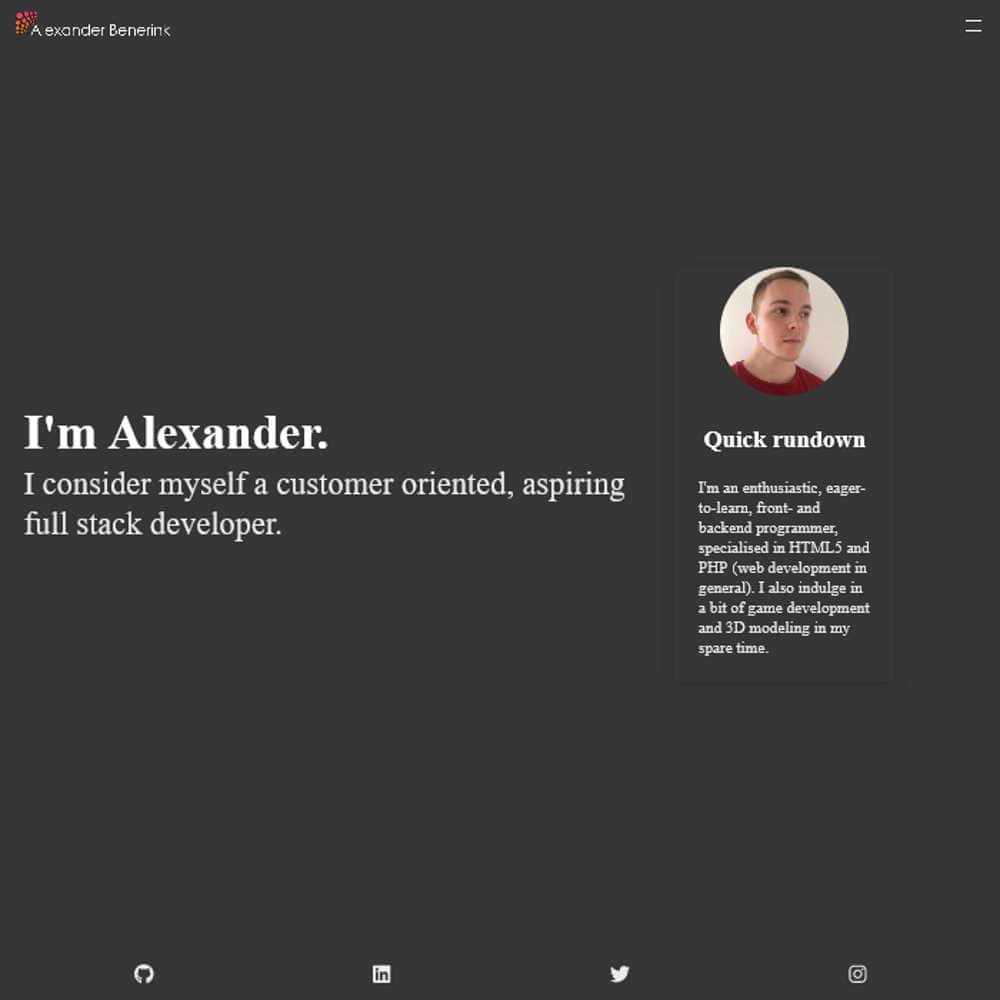 Alexander Benerink
I'm Alexander.
I consider myself a customer oriented, aspiring
full stack developer.
Quick rundown
I'm an enthusiastic, eager-
to-learn, front- and
backend programmer,
specialised in HTML5 and
PHP (web development in
general). I also indulge in
a bit of game development
and 3D modeling in my
spare time.